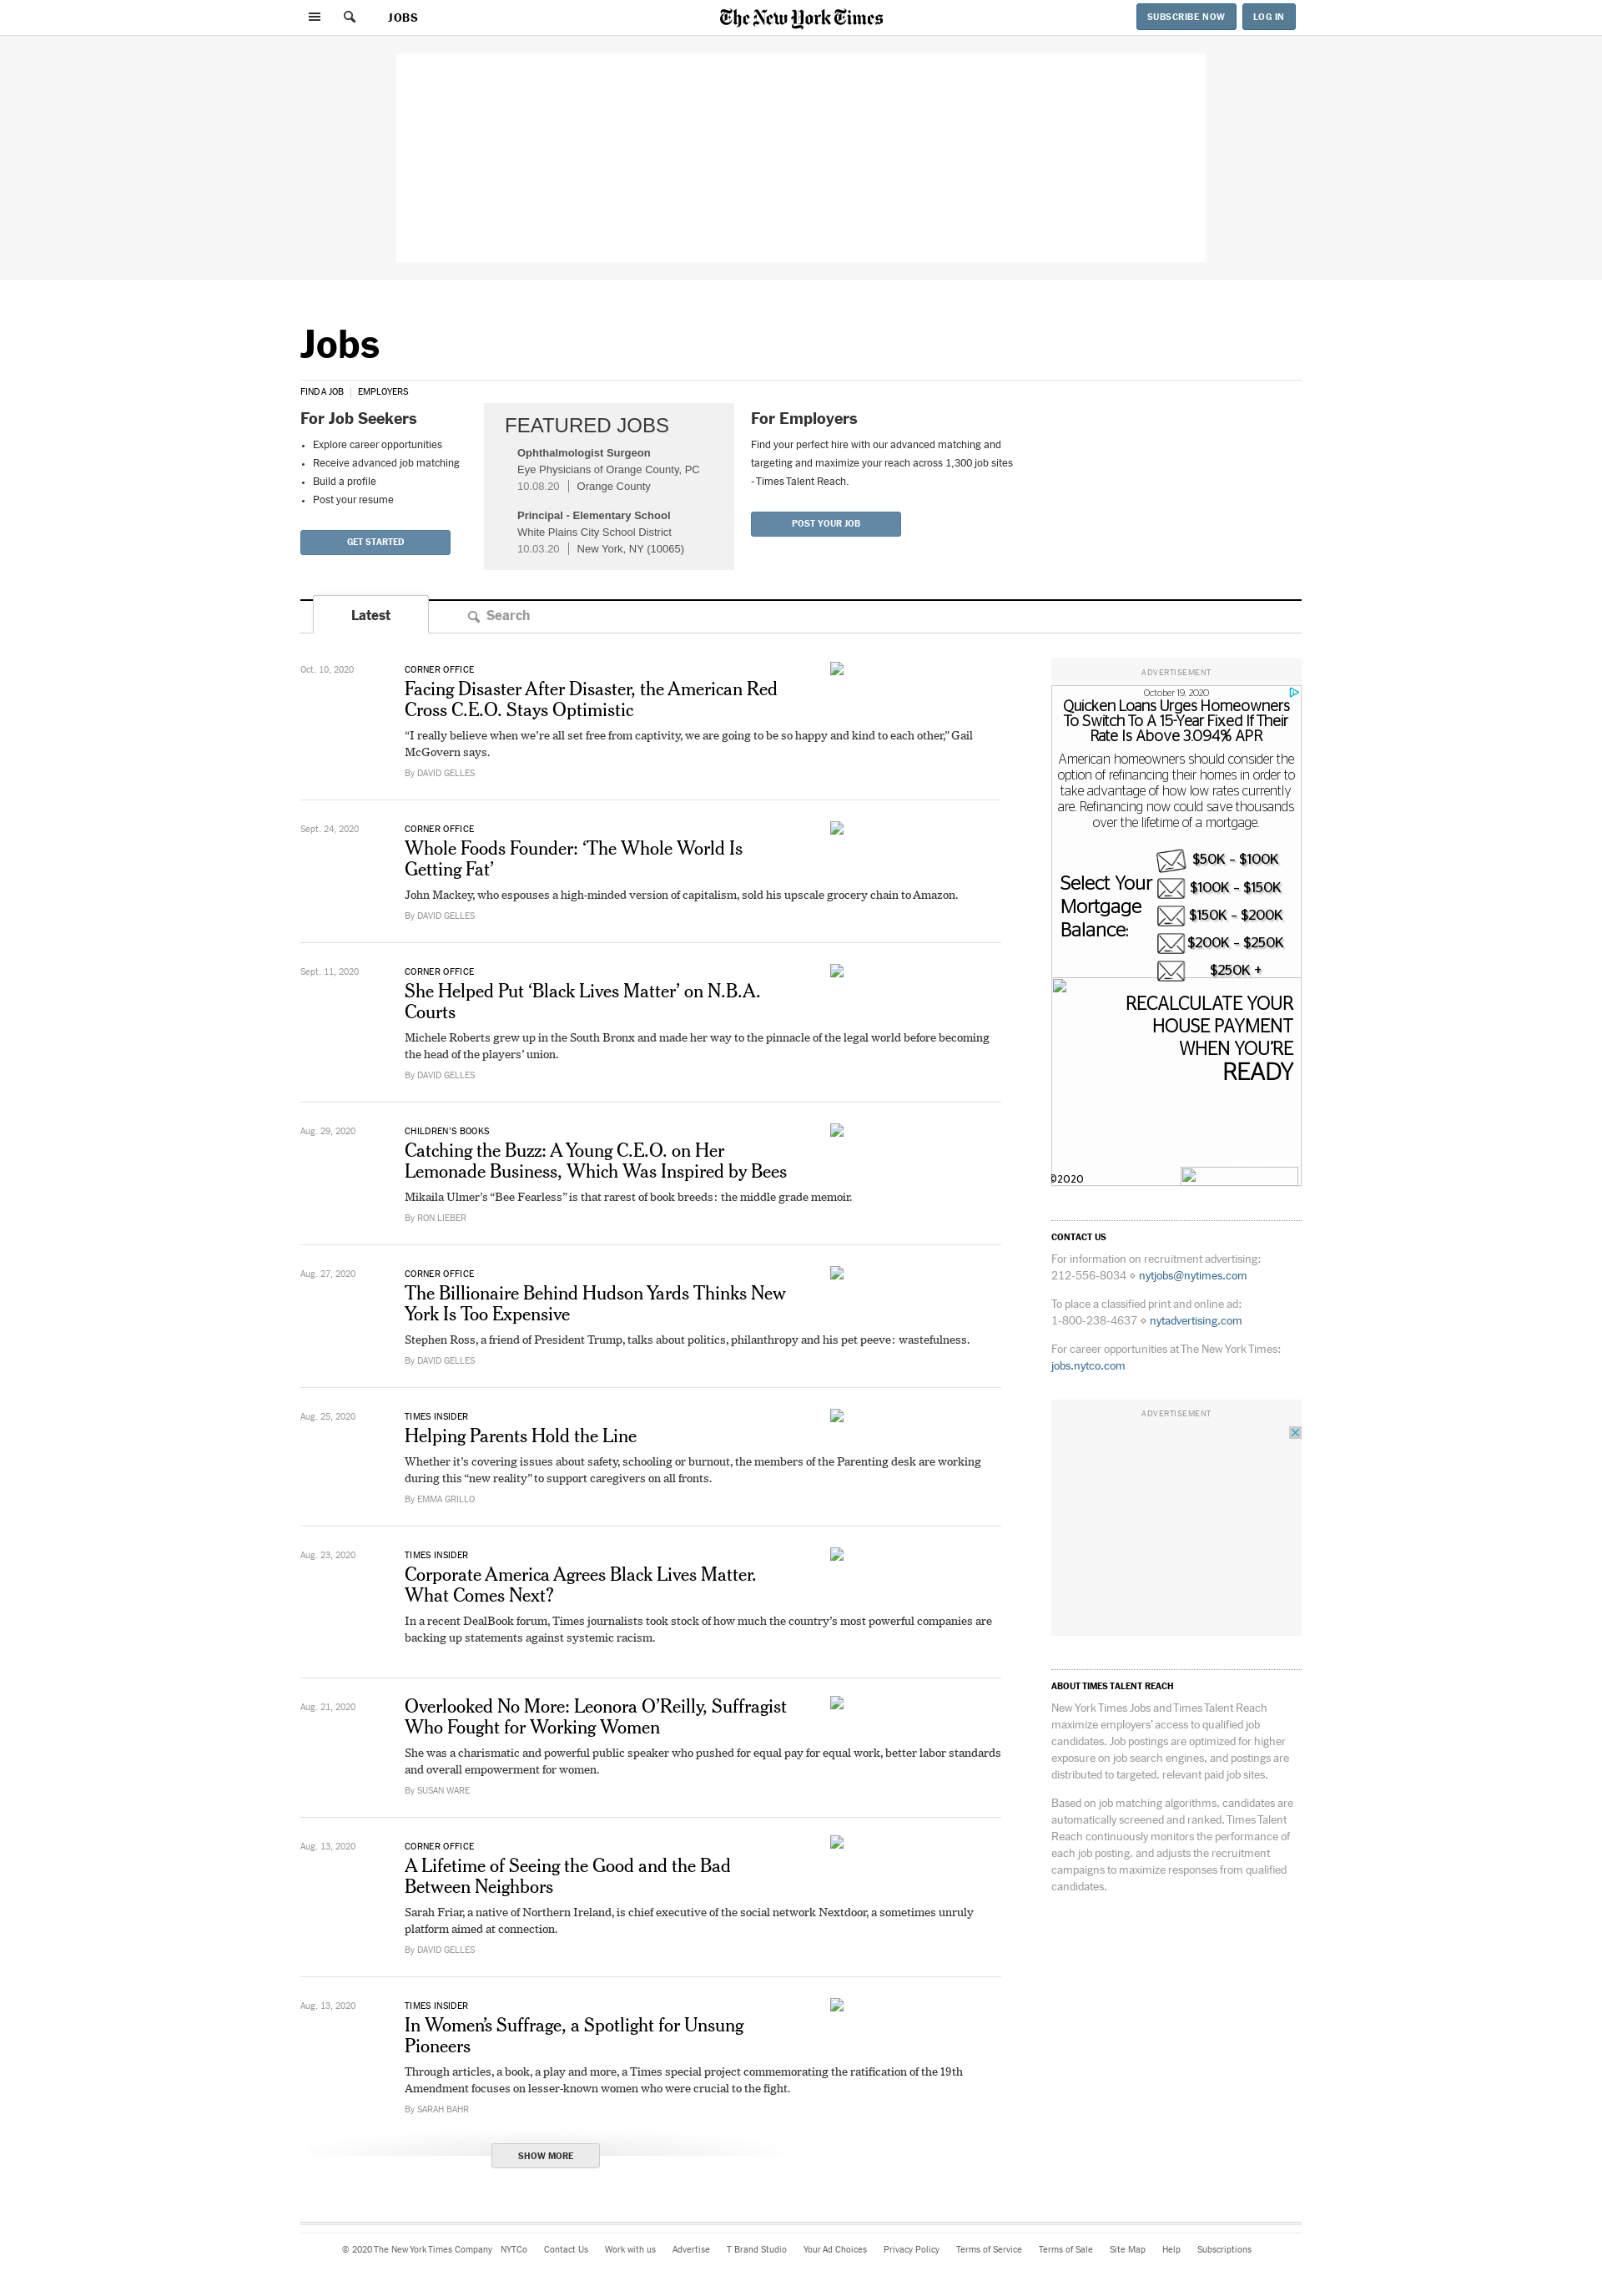 JOBS
The New York Times
SUBSCRIBE NOW
LOG IN
Jobs
FIND A JOB | EMPLOYERS
For Job Seekers
• Explore career opportunities
• Receive advanced job matching
• Build a profile
• Post your resume
GET STARTED
FEATURED JOBS
Ophthalmologist Surgeon
Eye Physicians of Orange County, PC
10.08.20 | Orange County
Principal - Elementary School
White Plains City School District
10.03.20 | New York, NY (10065)
For Employers
Find your perfect hire with our advanced matching and
targeting and maximize your reach across 1,300 job sites
- Times Talent Reach.
POST YOUR JOB
Latest
Search
Oct. 10, 2020
CORNER OFFICE
Facing Disaster After Disaster, the American Red
Cross C.E.O. Stays Optimistic
“I really believe when we’re all set free from captivity, we are going to be so happy and kind to each other,” Gail
McGovern says.
By DAVID GELLES
Sept. 24, 2020
CORNER OFFICE
Whole Foods Founder: ‘The Whole World Is
Getting Fat’
John Mackey, who espouses a high-minded version of capitalism, sold his upscale grocery chain to Amazon.
By DAVID GELLES
Sept. 11, 2020
CORNER OFFICE
She Helped Put ‘Black Lives Matter’ on N.B.A.
Courts
Michele Roberts grew up in the South Bronx and made her way to the pinnacle of the legal world before becoming
the head of the players’ union.
By DAVID GELLES
Aug. 29, 2020
CHILDREN’S BOOKS
Catching the Buzz: A Young C.E.O. on Her
Lemonade Business, Which Was Inspired by Bees
Mikaila Ulmer’s “Bee Fearless” is that rarest of book breeds: the middle grade memoir.
By RON LIEBER
Aug. 27, 2020
CORNER OFFICE
The Billionaire Behind Hudson Yards Thinks New
York Is Too Expensive
Stephen Ross, a friend of President Trump, talks about politics, philanthropy and his pet peeve: wastefulness.
By DAVID GELLES
Aug. 25, 2020
TIMES INSIDER
Helping Parents Hold the Line
Whether it’s covering issues about safety, schooling or burnout, the members of the Parenting desk are working
during this “new reality” to support caregivers on all fronts.
By EMMA GRILLO
Aug. 23, 2020
TIMES INSIDER
Corporate America Agrees Black Lives Matter.
What Comes Next?
In a recent DealBook forum, Times journalists took stock of how much the country’s most powerful companies are
backing up statements against systemic racism.
Aug. 21, 2020
Overlooked No More: Leonora O’Reilly, Suffragist
Who Fought for Working Women
She was a charismatic and powerful public speaker who pushed for equal pay for equal work, better labor standards
and overall empowerment for women.
By SUSAN WARE
Aug. 13, 2020
CORNER OFFICE
A Lifetime of Seeing the Good and the Bad
Between Neighbors
Sarah Friar, a native of Northern Ireland, is chief executive of the social network Nextdoor, a sometimes unruly
platform aimed at connection.
By DAVID GELLES
Aug. 13, 2020
TIMES INSIDER
In Women’s Suffrage, a Spotlight for Unsung
Pioneers
Through articles, a book, a play and more, a Times special project commemorating the ratification of the 19th
Amendment focuses on lesser-known women who were crucial to the fight.
By SARAH BAHR
SHOW MORE
ADVERTISEMENT
October 19, 2020
Quicken Loans Urges Homeowners
To Switch To A 15-Year Fixed If Their
Rate Is Above 3.094% APR
American homeowners should consider the
option of refinancing their homes in order to
take advantage of how low rates currently
are. Refinancing now could save thousands
over the lifetime of a mortgage.
Select Your
Mortgage
Balance:
$50K - $100K
$100K - $150K
$150K - $200K
$200K - $250K
$250K +
RECALCULATE YOUR
HOUSE PAYMENT
WHEN YOU’RE
READY
©2020
CONTACT US
For information on recruitment advertising:
212-556-8034 ⋄ nytjobs@nytimes.com
To place a classified print and online ad:
1-800-238-4637 ⋄ nytadvertising.com
For career opportunities at The New York Times:
jobs.nytco.com
ADVERTISEMENT
ABOUT TIMES TALENT REACH
New York Times Jobs and Times Talent Reach
maximize employers’ access to qualified job
candidates. Job postings are optimized for higher
exposure on job search engines, and postings are
distributed to targeted, relevant paid job sites.
Based on job matching algorithms, candidates are
automatically screened and ranked. Times Talent
Reach continuously monitors the performance of
each job posting, and adjusts the recruitment
campaigns to maximize responses from qualified
candidates.
© 2020 The New York Times Company NYTCo Contact Us Work with us Advertise T Brand Studio Your Ad Choices Privacy Policy Terms of Service Terms of Sale Site Map Help Subscriptions